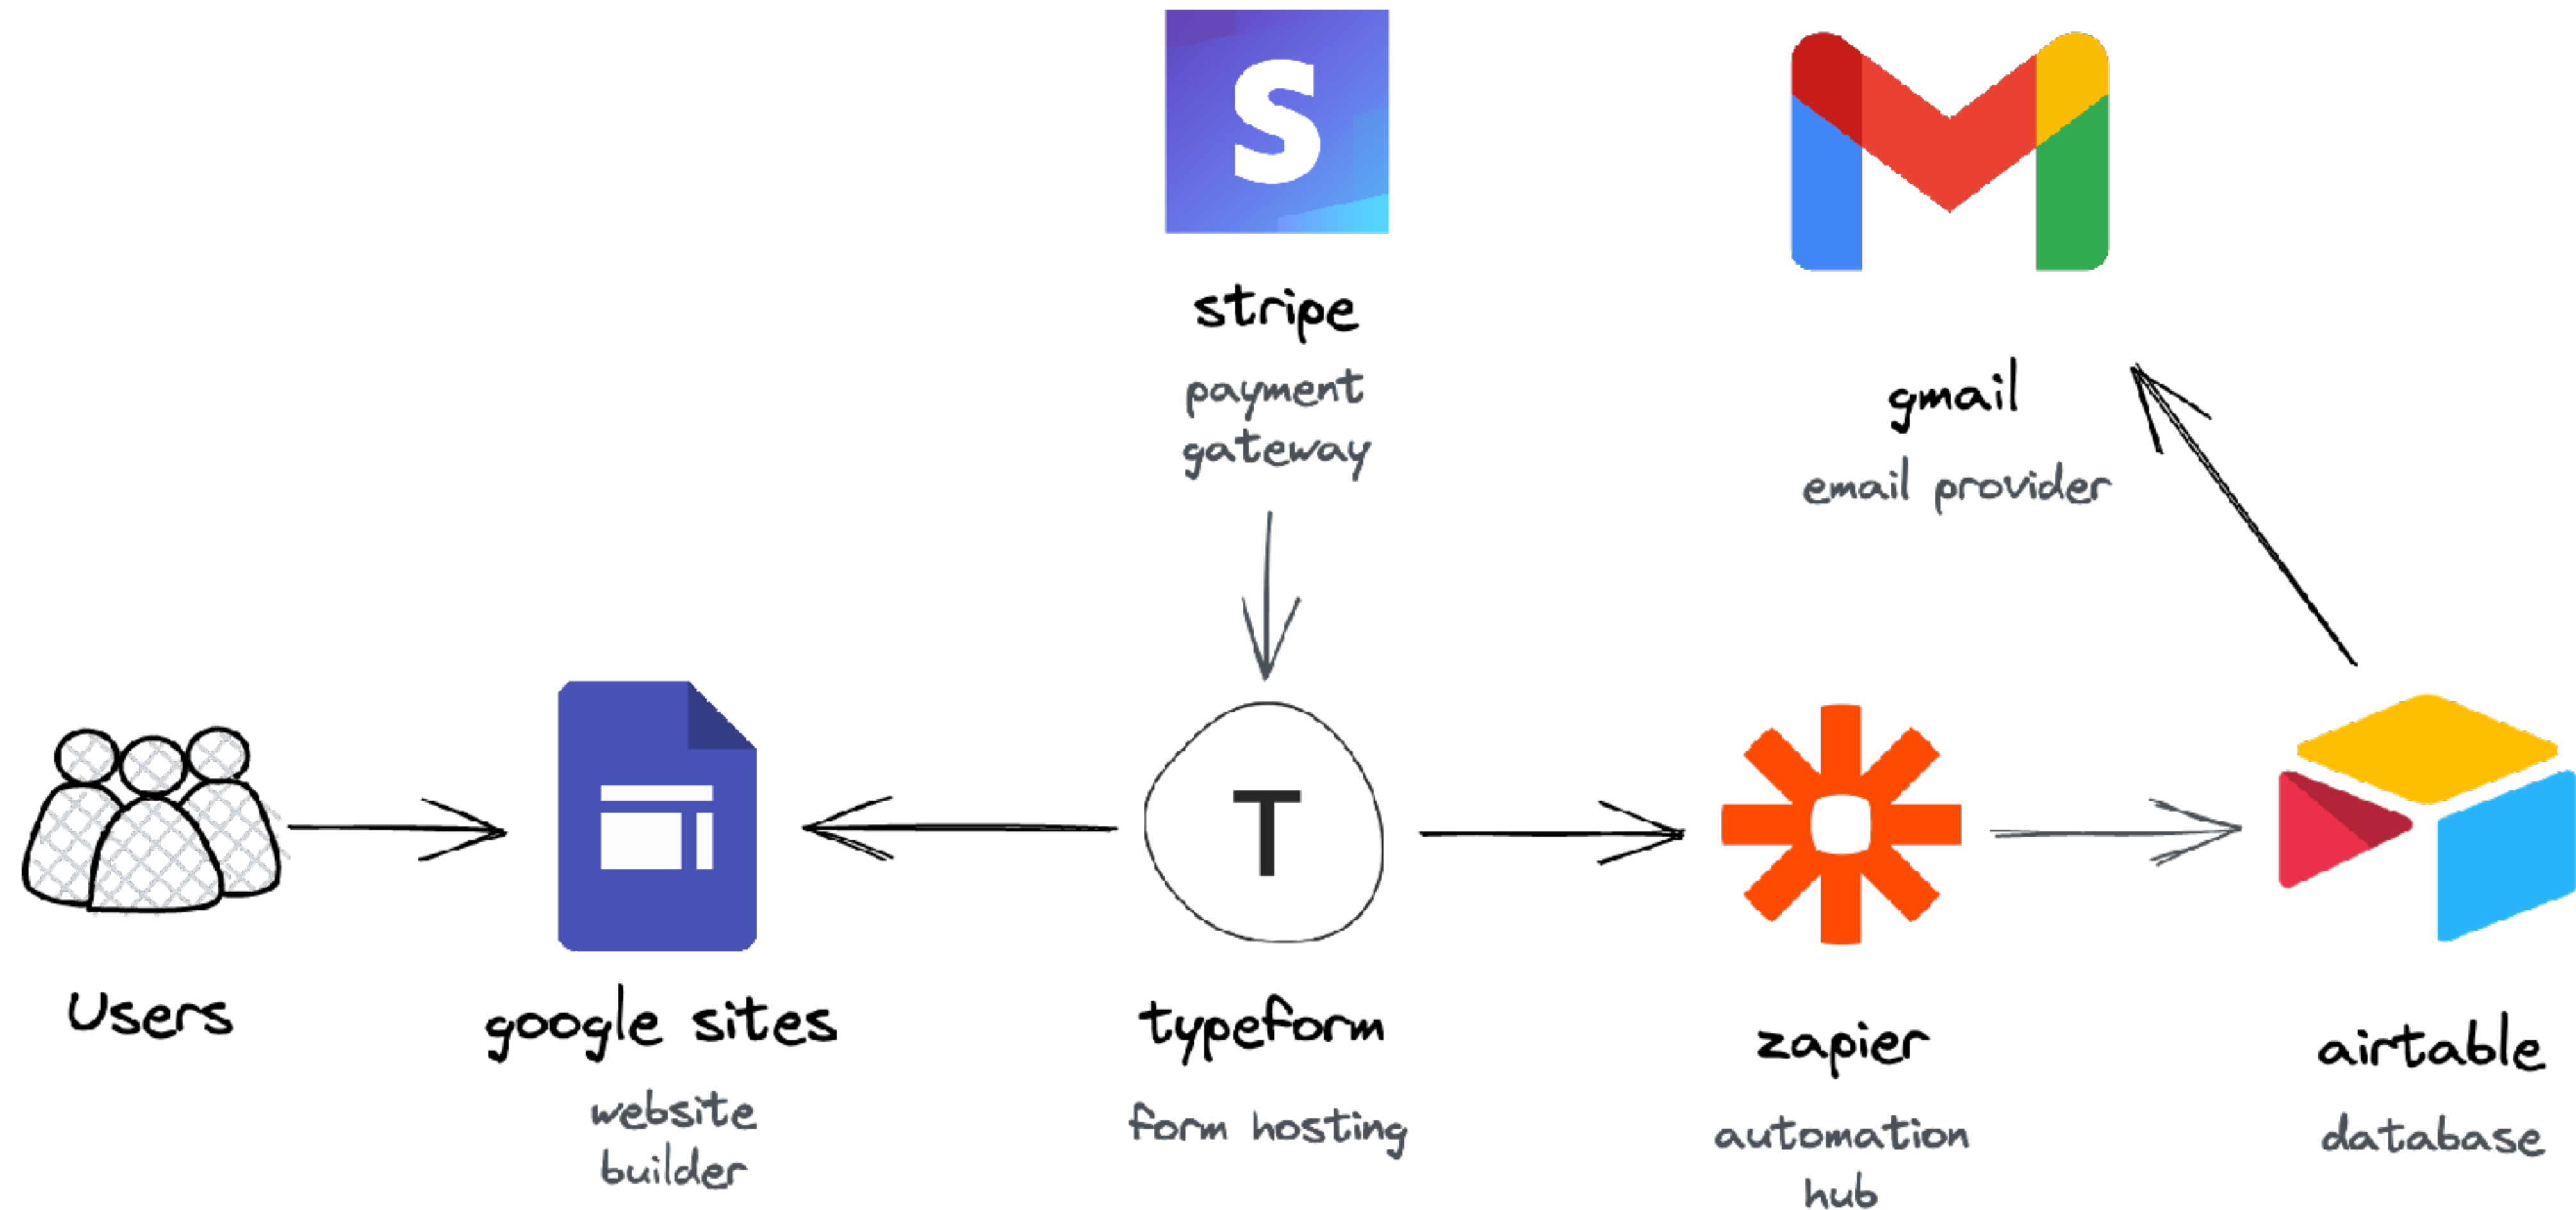 S
stripe
payment
gateway
gmail
email provider
T
Users
google sites
website
builder
typeform
form hosting
zapier
automation
hub
airtable
database